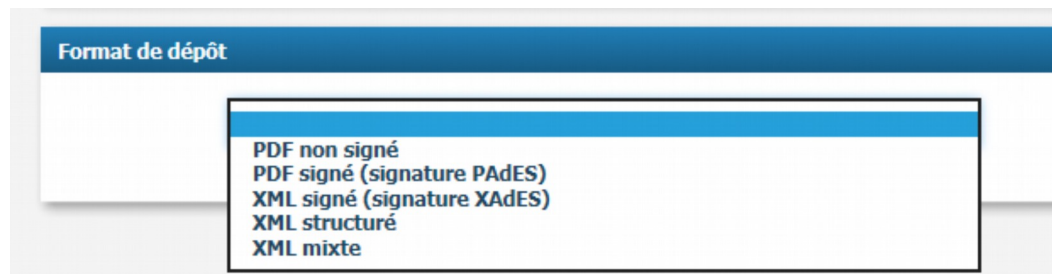 Format de dépôt
PDF non signé
PDF signé (signature PAdES)
XML signé (signature XAdES)
XML structuré
XML mixte